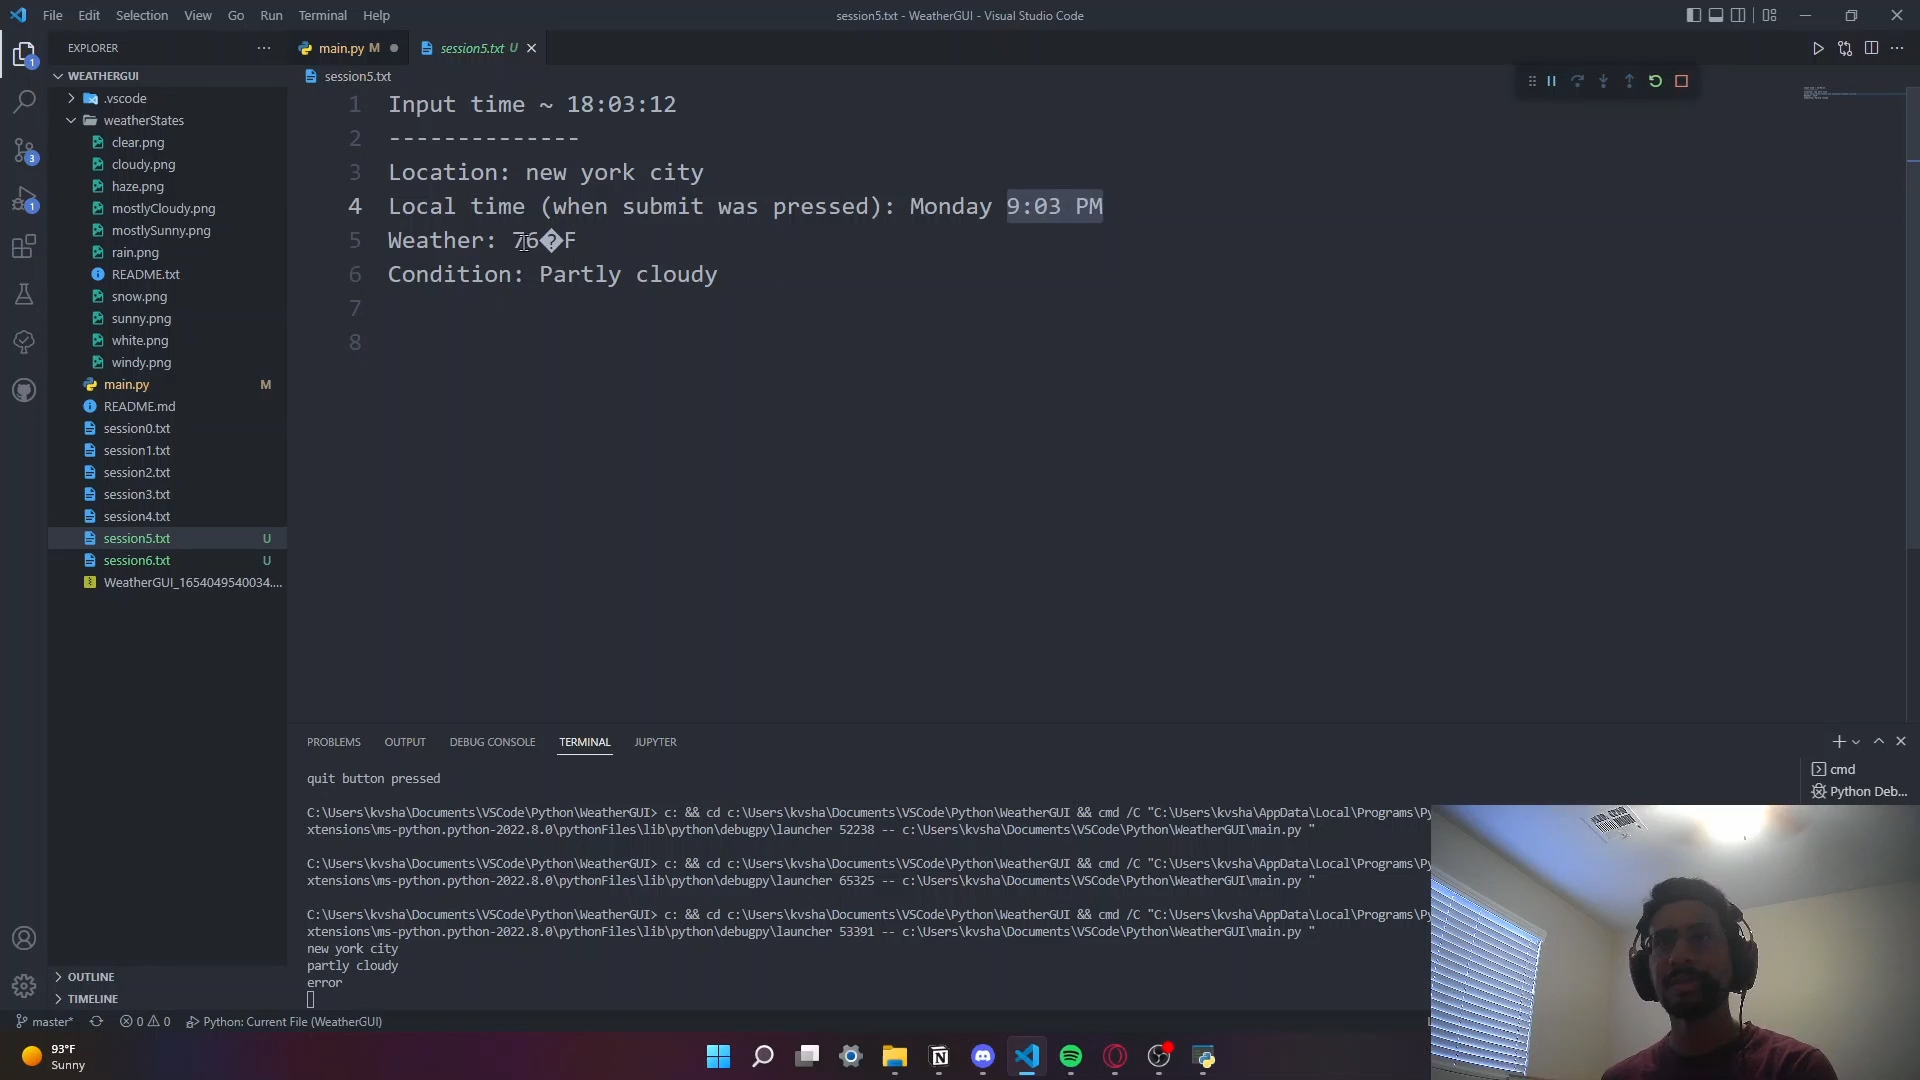 File Edit Selection View Go Run Terminal Help
session5.txt - WeatherGUI - Visual Studio Code
EXPLORER
main.py M
session5.txt U
WEATHERGUI
session5.txt
.vscode
weatherStates
clear.png
cloudy.png
haze.png
mostlyCloudy.png
mostlySunny.png
rain.png
README.txt
snow.png
sunny.png
white.png
windy.png
main.py M
README.md
session0.txt
session1.txt
session2.txt
session3.txt
session4.txt
session5.txt U
session6.txt U
WeatherGUI_1654049540034....
OUTLINE
TIMELINE
1 Input time ~ 18:03:12
2 --------------
3 Location: new york city
4 Local time (when submit was pressed): Monday 9:03 PM
5 Weather: 76�F
6 Condition: Partly cloudy
7
8
PROBLEMS OUTPUT DEBUG CONSOLE TERMINAL JUPYTER
cmd
Python Deb...
quit button pressed
C:\Users\kvsha\Documents\VSCode\Python\WeatherGUI> c: && cd c:\Users\kvsha\Documents\VSCode\Python\WeatherGUI && cmd /C "C:\Users\kvsha\AppData\Local\Programs\Py
xtensions\ms-python.python-2022.8.0\pythonFiles\lib\python\debugpy\launcher 52238 -- c:\Users\kvsha\Documents\VSCode\Python\WeatherGUI\main.py "
C:\Users\kvsha\Documents\VSCode\Python\WeatherGUI> c: && cd c:\Users\kvsha\Documents\VSCode\Python\WeatherGUI && cmd /C "C:\Users\kvsha\AppData\Local\Programs\Py
xtensions\ms-python.python-2022.8.0\pythonFiles\lib\python\debugpy\launcher 65325 -- c:\Users\kvsha\Documents\VSCode\Python\WeatherGUI\main.py "
C:\Users\kvsha\Documents\VSCode\Python\WeatherGUI> c: && cd c:\Users\kvsha\Documents\VSCode\Python\WeatherGUI && cmd /C "C:\Users\kvsha\AppData\Local\Programs\Py
xtensions\ms-python.python-2022.8.0\pythonFiles\lib\python\debugpy\launcher 53391 -- c:\Users\kvsha\Documents\VSCode\Python\WeatherGUI\main.py "
new york city
partly cloudy
error
master* 0 0 Python: Current File (WeatherGUI)
93°F
Sunny